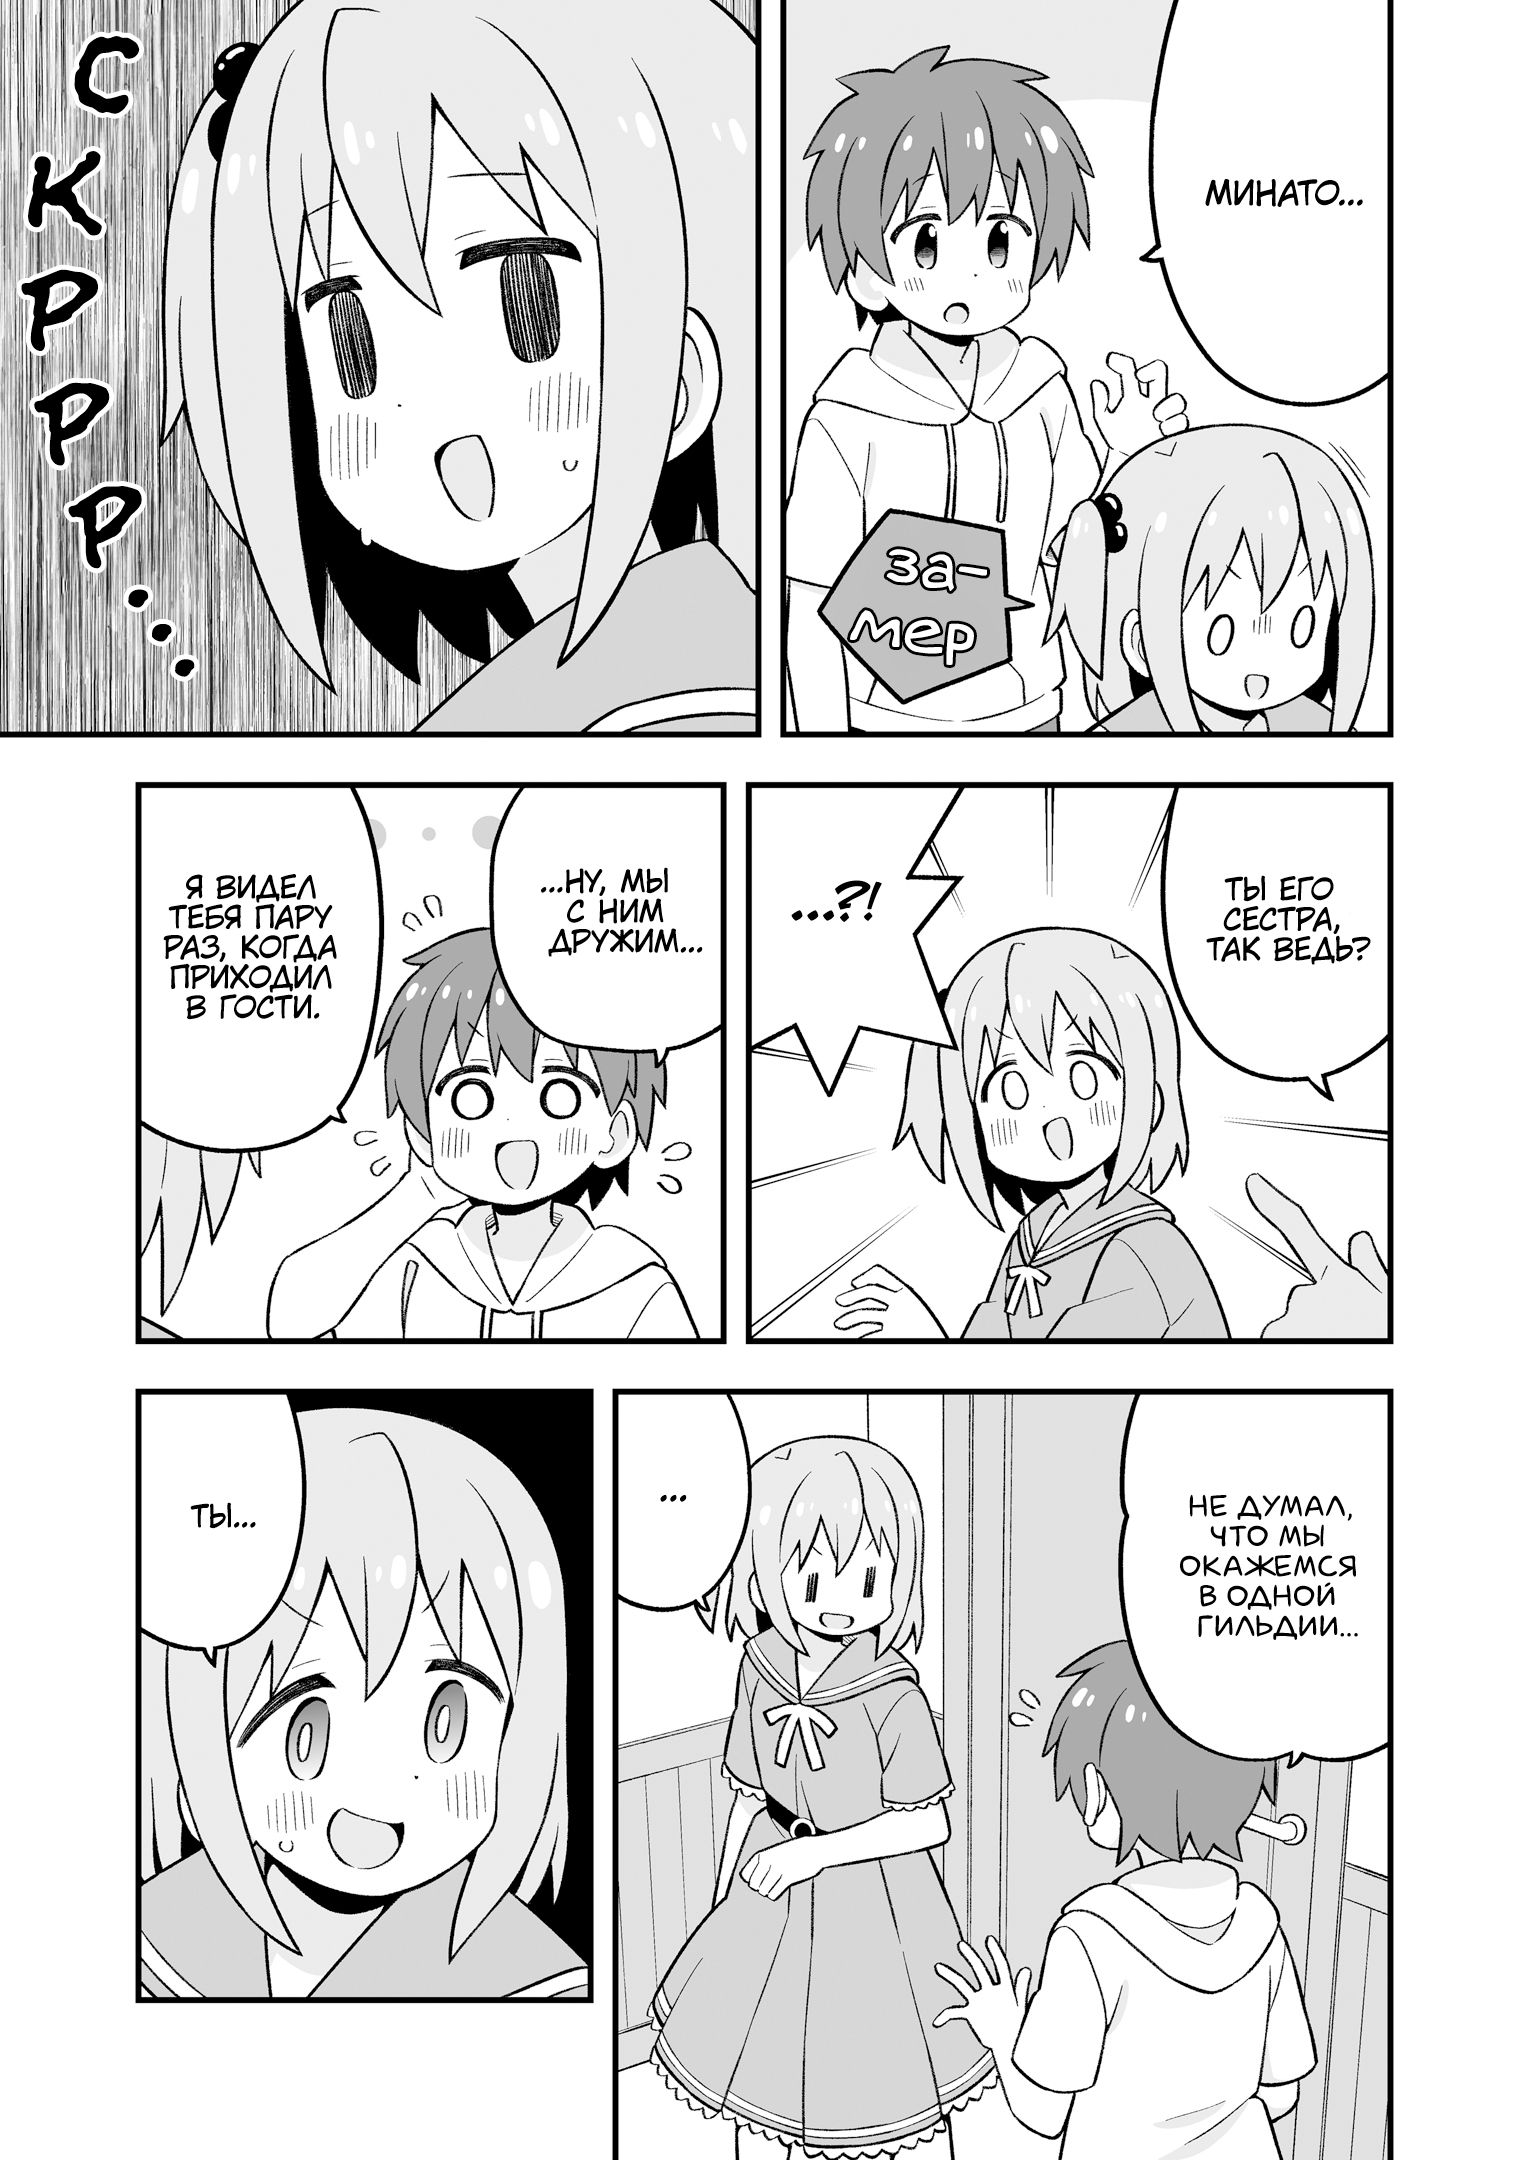 МИНАТО...
ЗА-
МЕР
СКРРР...
ТЫ ЕГО
СЕСТРА,
ТАК ВЕДЬ?
...?!
...НУ, МЫ
С НИМ
ДРУЖИМ...
Я ВИДЕЛ
ТЕБЯ ПАРУ
РАЗ, КОГДА
ПРИХОДИЛ
В ГОСТИ.
НЕ ДУМАЛ,
ЧТО МЫ
ОКАЖЕМСЯ
В ОДНОЙ
ГИЛЬДИИ...
...
ТЫ...